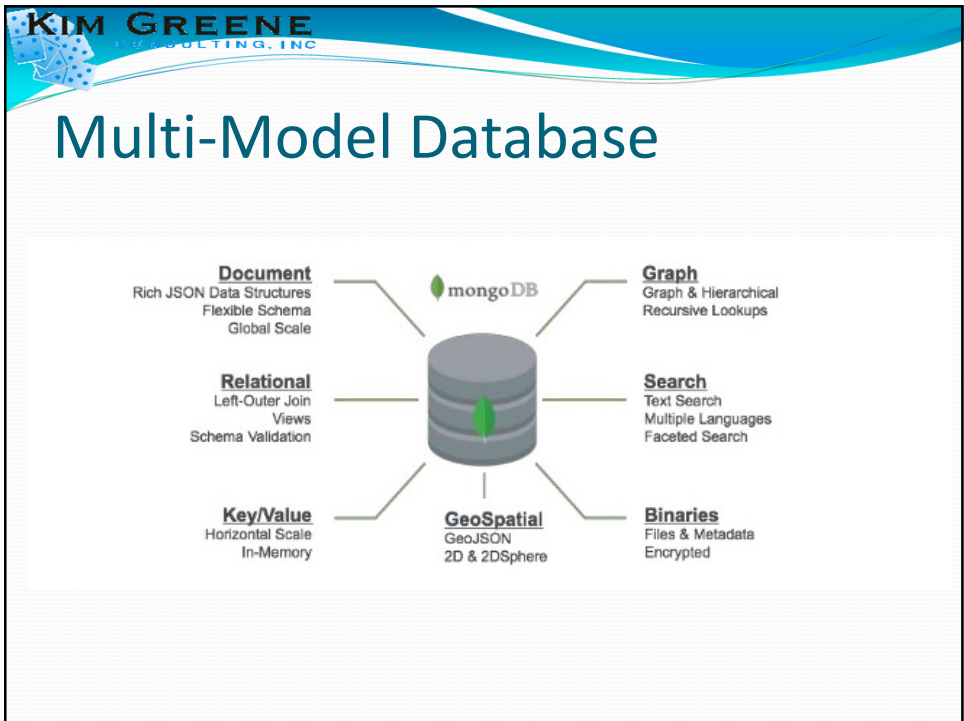 KIM GREENE
CONSULTING, INC
Multi-Model Database
mongoDB
Document
Rich JSON Data Structures
Flexible Schema
Global Scale
Relational
Left-Outer Join
Views
Schema Validation
Key/Value
Horizontal Scale
In-Memory
GeoSpatial
GeoJSON
2D & 2DSphere
Graph
Graph & Hierarchical
Recursive Lookups
Search
Text Search
Multiple Languages
Faceted Search
Binaries
Files & Metadata
Encrypted